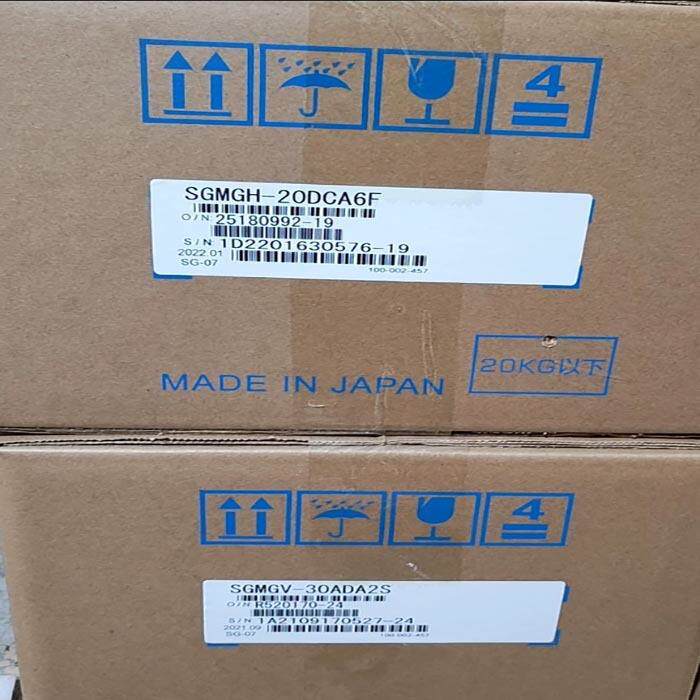 4
SGMGH-20DCA6F
O/N 25180992-19
S/N 1D2201630576-19
2022.01
SG-07
100-002-457
20KG以下
MADE IN JAPAN
4
SGMGV-30ADA2S
O/N R520170-24
S/N 1A2109170527-24
2021.09
SG-07
100-002-457